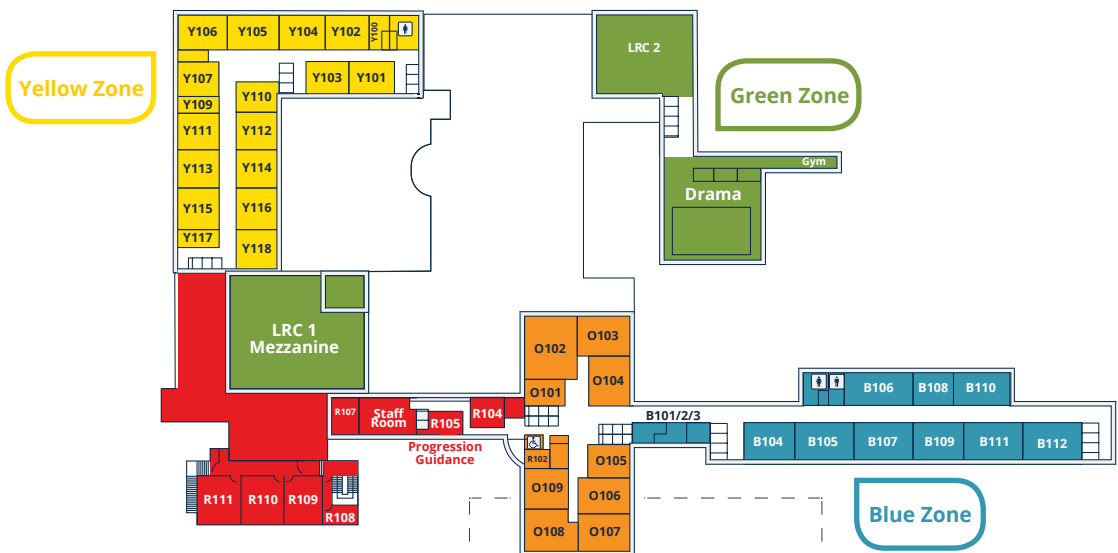 Y106 Y105 Y104 Y102 Y100
LRC 2
Yellow Zone
Y107
Y103 Y101
Green Zone
Y109
Y110
Y111
Y112
Y113
Y114
Gym
Y115
Y116
Drama
Y117
Y118
LRC 1
Mezzanine
O102
O103
O101
O104
B106 B108 B110
R107
Staff
Room
R105
R104
B101/2/3
Progression
Guidance
B104 B105 B107 B109 B111 B112
R102
O105
O109
O106
R111 R110 R109
R108
O108
O107
Blue Zone